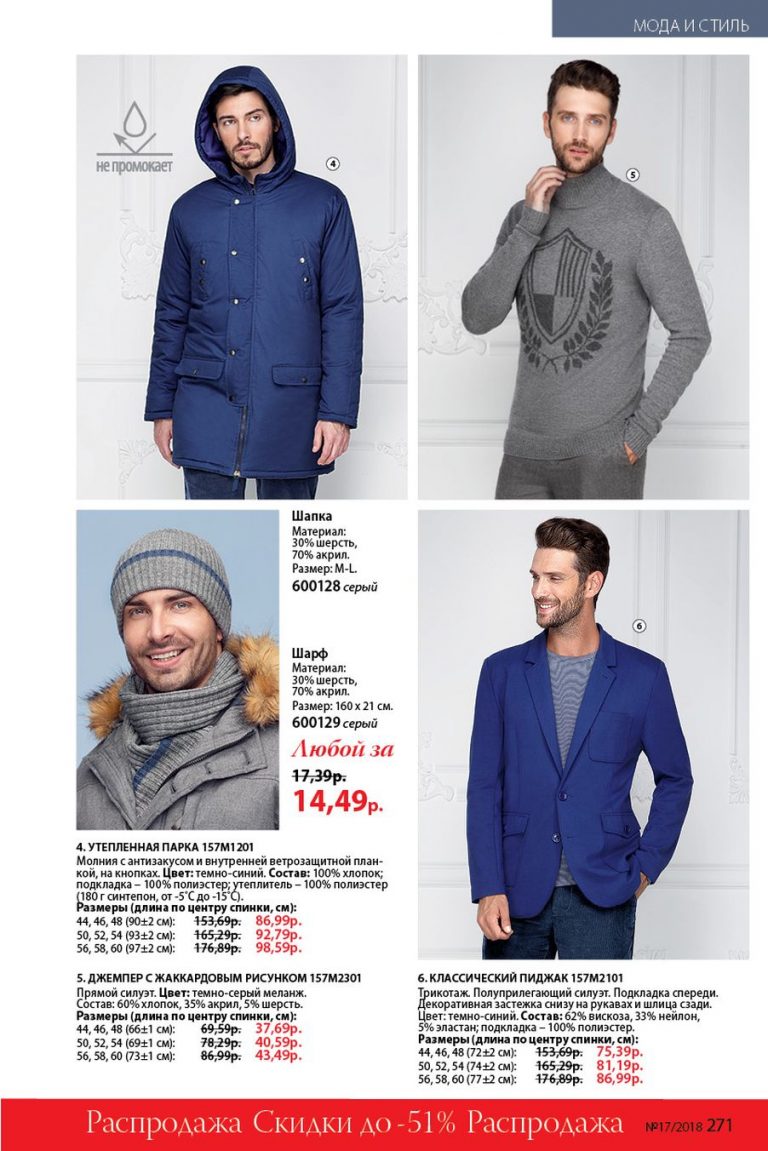 МОДА И СТИЛЬ
не промокает
4
5
Шапка
Материал:
30% шерсть,
70% акрил.
Размер: M-L.
600128 серый
Шарф
Материал:
30% шерсть,
70% акрил.
Размер: 160 x 21 см.
600129 серый
Любой за
17,39р.
14,49р.
6
4. УТЕПЛЕННАЯ ПАРКА 157M1201
Молния с антизакусом и внутренней ветрозащитной план-
кой, на кнопках. Цвет: темно-синий. Состав: 100% хлопок;
подкладка – 100% полиэстер; утеплитель – 100% полиэстер
(180 г синтепон, от -5˚С до -15˚С).
Размеры (длина по центру спинки, см):
44, 46, 48 (90±2 см): 153,69р. 86,99р.
50, 52, 54 (93±2 см): 165,29р. 92,79р.
56, 58, 60 (97±2 см): 176,89р. 98,59р.
5. ДЖЕМПЕР С ЖАККАРДОВЫМ РИСУНКОМ 157M2301
Прямой силуэт. Цвет: темно-серый меланж.
Состав: 60% хлопок, 35% акрил, 5% шерсть.
Размеры (длина по центру спинки, см):
44, 46, 48 (66±1 см): 69,59р. 37,69р.
50, 52, 54 (69±1 см): 78,29р. 40,59р.
56, 58, 60 (73±1 см): 86,99р. 43,49р.
6. КЛАССИЧЕСКИЙ ПИДЖАК 157M2101
Трикотаж. Полуприлегающий силуэт. Подкладка спереди.
Декоративная застежка снизу на рукавах и шлица сзади.
Цвет: темно-синий. Состав: 62% вискоза, 33% нейлон,
5% эластан; подкладка – 100% полиэстер.
Размеры (длина по центру спинки, см):
44, 46, 48 (72±2 см): 153,69р. 75,39р.
50, 52, 54 (74±2 см): 165,29р. 81,19р.
56, 58, 60 (77±2 см): 176,89р. 86,99р.
Распродажа Скидки до -51% Распродажа №17/2018 271